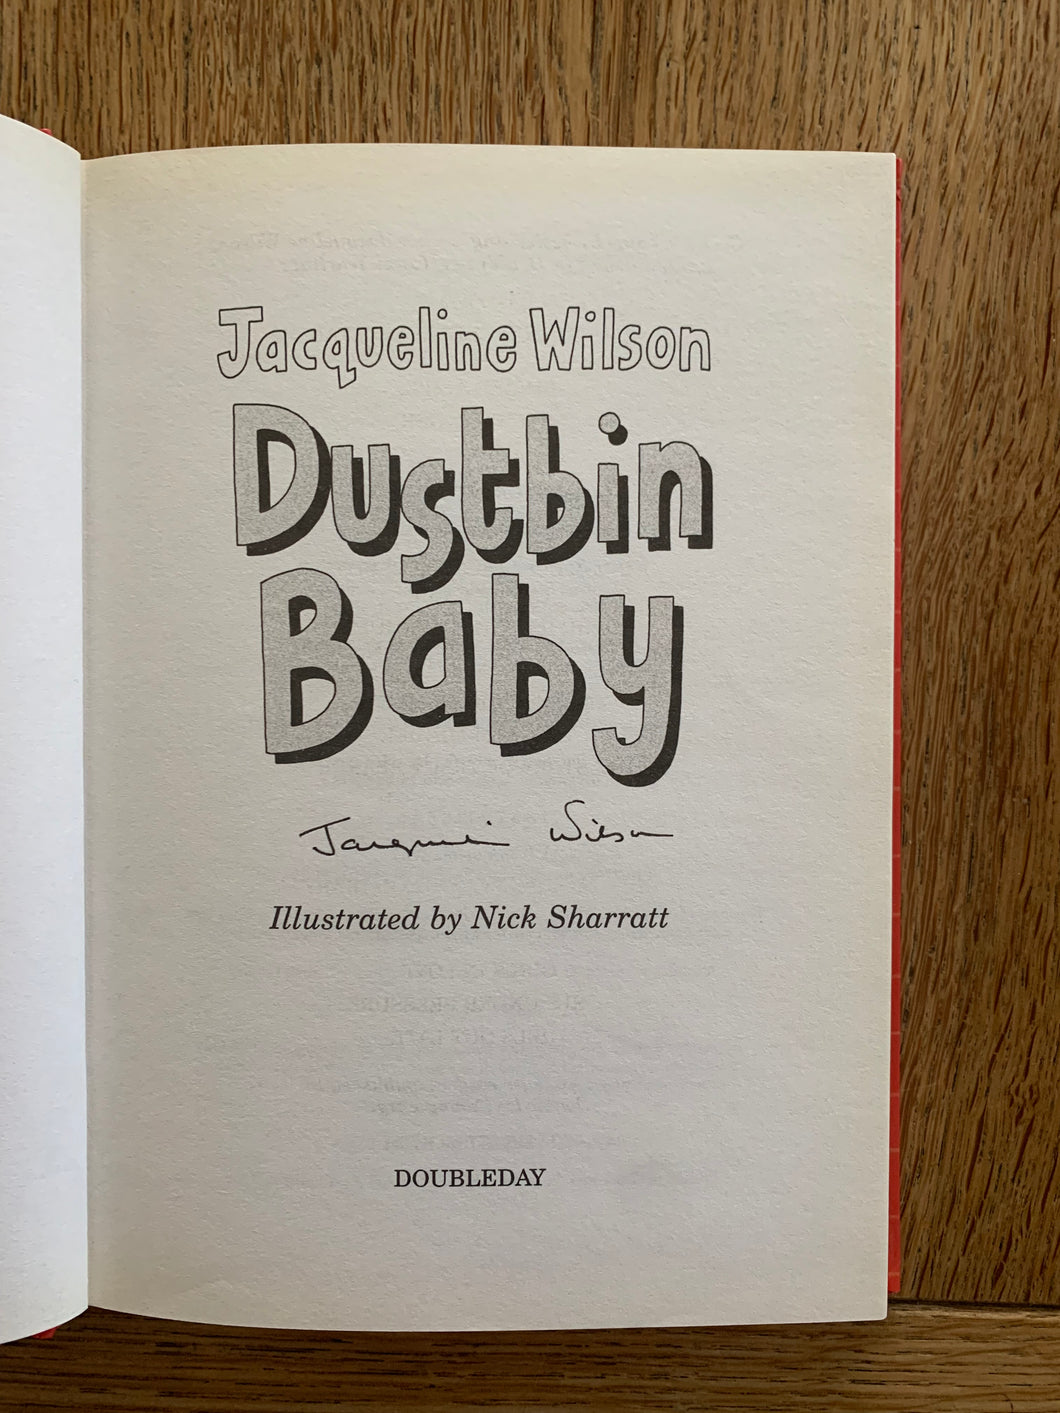 Jacqueline Wilson
Dustbin
Baby
Jacqueline Wilson
Illustrated by Nick Sharratt
DOUBLEDAY